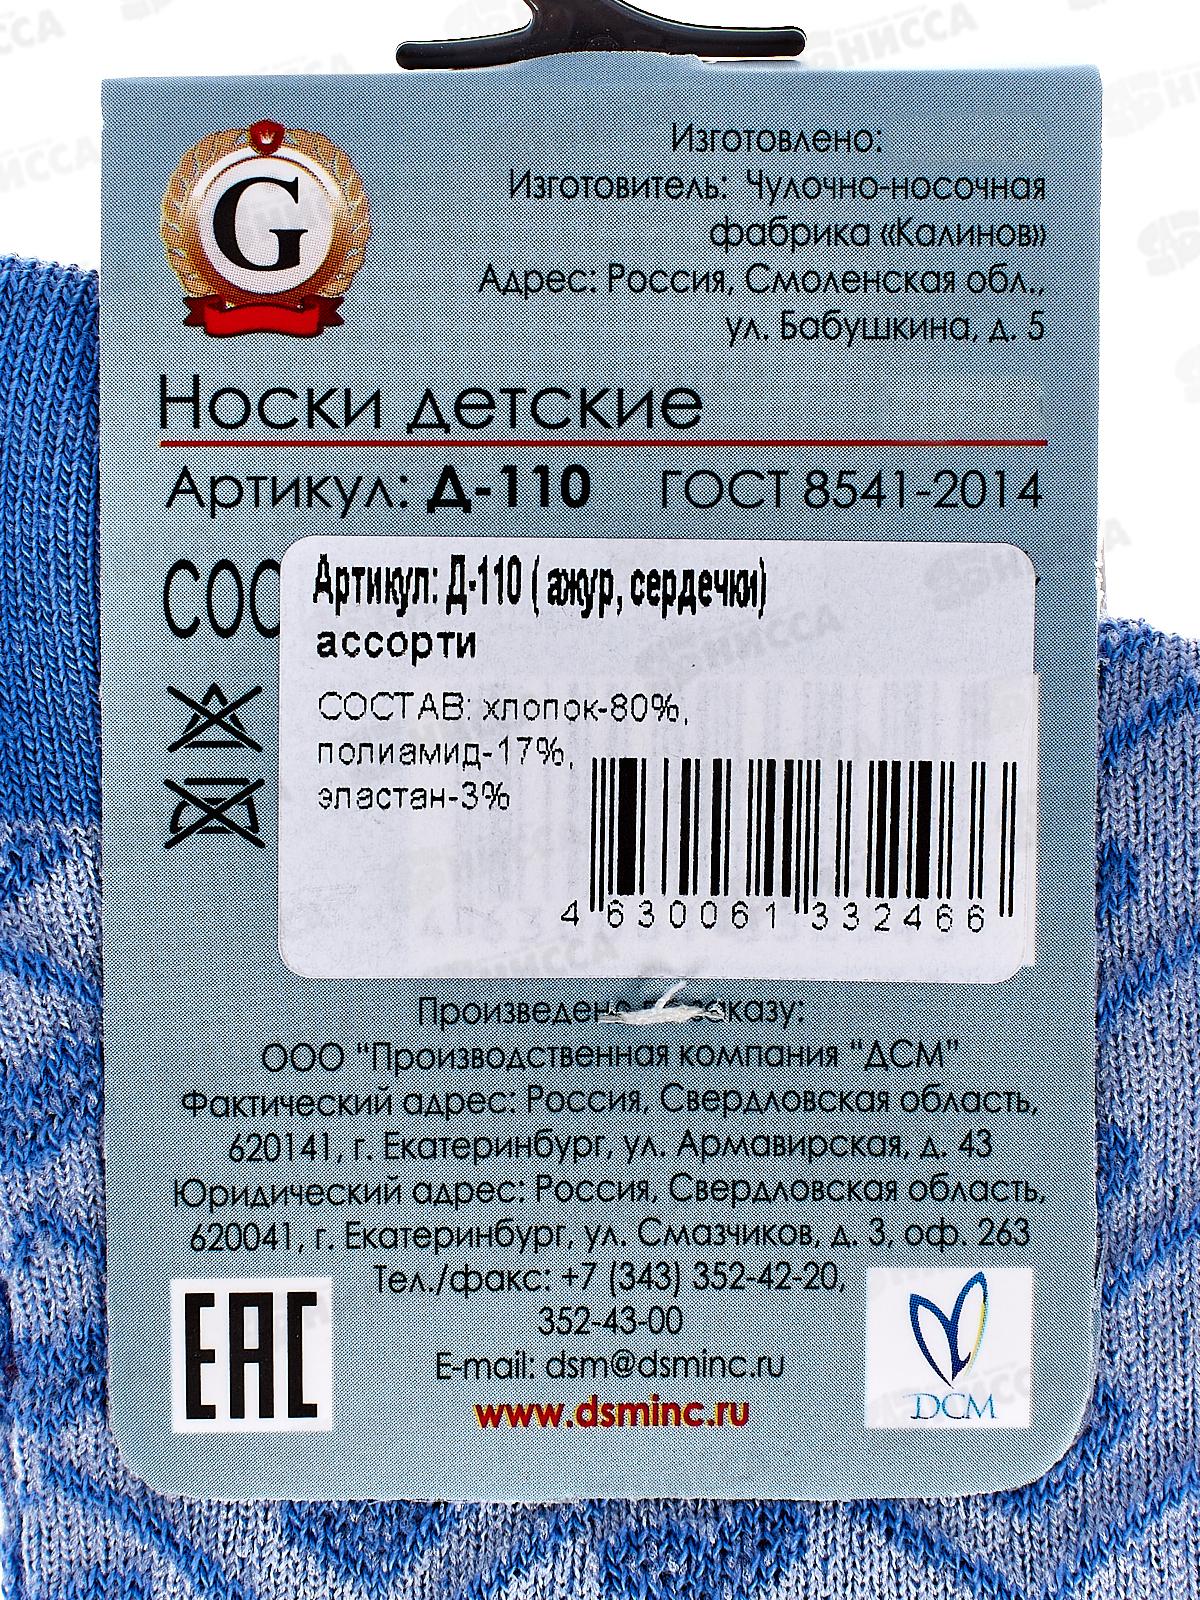 G
Изготовлено:
Изготовитель: Чулочно-носочная
фабрика «Калинов»
Адрес: Россия, Смоленская обл.,
ул. Бабушкина, д. 5
Носки детские
Артикул: Д-110 ГОСТ 8541-2014
СОС
Артикул: Д-110 ( ажур, сердечки)
ассорти
СОСТАВ: хлопок-80%,
полиамид-17%,
эластан-3%
4 630061 332466
Произведено по заказу:
ООО "Производственная компания "ДСМ"
Фактический адрес: Россия, Свердловская область,
620141, г. Екатеринбург, ул. Армавирская, д. 43
Юридический адрес: Россия, Свердловская область,
620041, г. Екатеринбург, ул. Смазчиков, д. 3, оф. 263
Тел./факс: +7 (343) 352-42-20,
352-43-00
E-mail: dsm@dsminc.ru
www.dsminc.ru
ЕАС
ДСМ